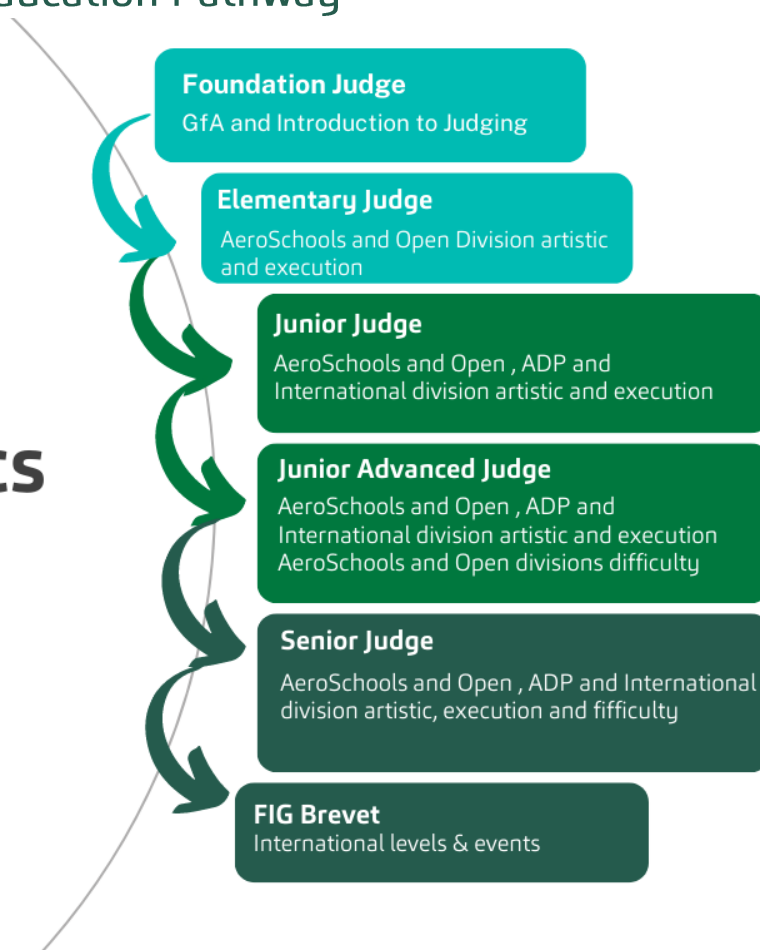 Pathway
Foundation Judge
GfA and Introduction to Judging
Elementary Judge
AeroSchools and Open Division artistic
and execution
Junior Judge
AeroSchools and Open , ADP and
International division artistic and execution
Junior Advanced Judge
AeroSchools and Open , ADP and
International division artistic and execution
AeroSchools and Open divisions difficulty
Senior Judge
AeroSchools and Open , ADP and International
division artistic, execution and fifficulty
FIG Brevet
International levels & events